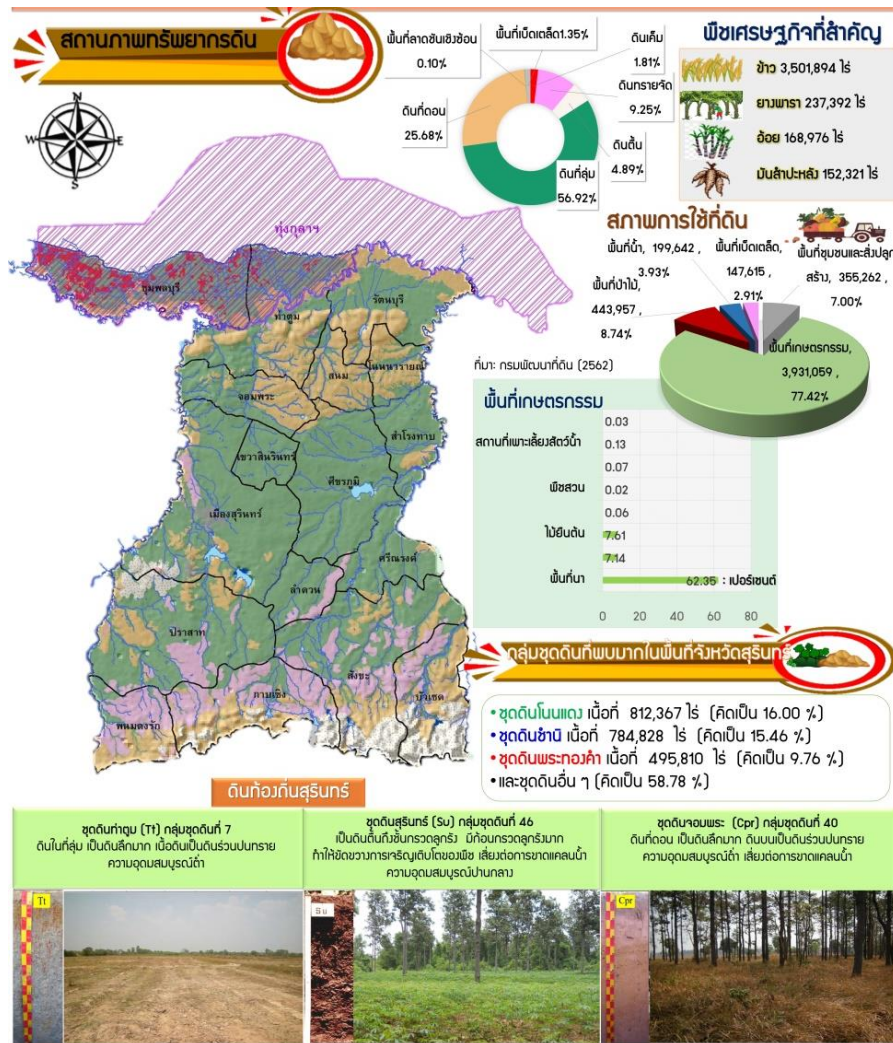 สถานภาพทรัพยากรดิน
พื้นที่ลาดชันเชิงซ้อน
0.10%
พื้นที่เบ็ดเตล็ด1.35%
ดินเค็ม
1.81%
ดินทรายจัด
9.25%
ดินตื้น
4.89%
ดินที่ลุ่ม
56.92%
ดินที่ดอน
25.68%
พืชเศรษฐกิจที่สำคัญ
ข้าว 3,501,894 ไร่
ยางพารา 237,392 ไร่
อ้อย 168,976 ไร่
มันสำปะหลัง 152,321 ไร่
N
W E
S
ทุ่งกุลาฯ
ชุมพลบุรี
ท่าตูม
รัตนบุรี
สนม
โนนนารายณ์
จอมพระ
สำโรงทาบ
เขวาสินรินทร์
ศีขรภูมิ
เมืองสุรินทร์
ศรีณรงค์
ลำดวน
ปราสาท
สังขะ
กาบเชิง
บัวเชด
พนมดงรัก
สภาพการใช้ที่ดิน
พื้นที่น้ำ, 199,642 ,
3.93%
พื้นที่เบ็ดเตล็ด,
147,615 ,
2.91%
พื้นที่ชุมชนและสิ่งปลูก
สร้าง, 355,262 ,
7.00%
พื้นที่ป่าไม้,
443,957 ,
8.74%
พื้นที่เกษตรกรรม,
3,931,059 ,
77.42%
ที่มา: กรมพัฒนาที่ดิน (2562)
พื้นที่เกษตรกรรม
0.03
สถานที่เพาะเลี้ยงสัตว์น้ำ 0.13
0.07
พืชสวน 0.02
0.06
ไม้ยืนต้น 7.61
7.14
พื้นที่นา 62.35 : เปอร์เซนต์
0 20 40 60 80
กลุ่มชุดดินที่พบมากในพื้นที่จังหวัดสุรินทร์
•ชุดดินโนนแดง เนื้อที่ 812,367 ไร่ (คิดเป็น 16.00 %)
•ชุดดินชำนิ เนื้อที่ 784,828 ไร่ (คิดเป็น 15.46 %)
•ชุดดินพระทองคำ เนื้อที่ 495,810 ไร่ (คิดเป็น 9.76 %)
•และชุดดินอื่น ๆ (คิดเป็น 58.78 %)
ดินท้องถิ่นสุรินทร์
ชุดดินท่าตูม (Tt) กลุ่มชุดดินที่ 7
ดินในที่ลุ่ม เป็นดินลึกมาก เนื้อดินเป็นดินร่วนปนทราย
ความอุดมสมบูรณ์ต่ำ
Tt
ชุดดินสุรินทร์ (Su) กลุ่มชุดดินที่ 46
เป็นดินตื้นถึงชั้นกรวดลูกรัง มีก้อนกรวดลูกรังมาก
ทำให้ขัดขวางการเจริญเติบโตของพืช เสี่ยงต่อการขาดแคลนน้ำ
ความอุดมสมบูรณ์ปานกลาง
Su
ชุดดินจอมพระ (Cpr) กลุ่มชุดดินที่ 40
ดินที่ดอน เป็นดินลึกมาก ดินบนเป็นดินร่วนปนทราย
ความอุดมสมบูรณ์ต่ำ เสี่ยงต่อการขาดแคลนน้ำ
Cpr